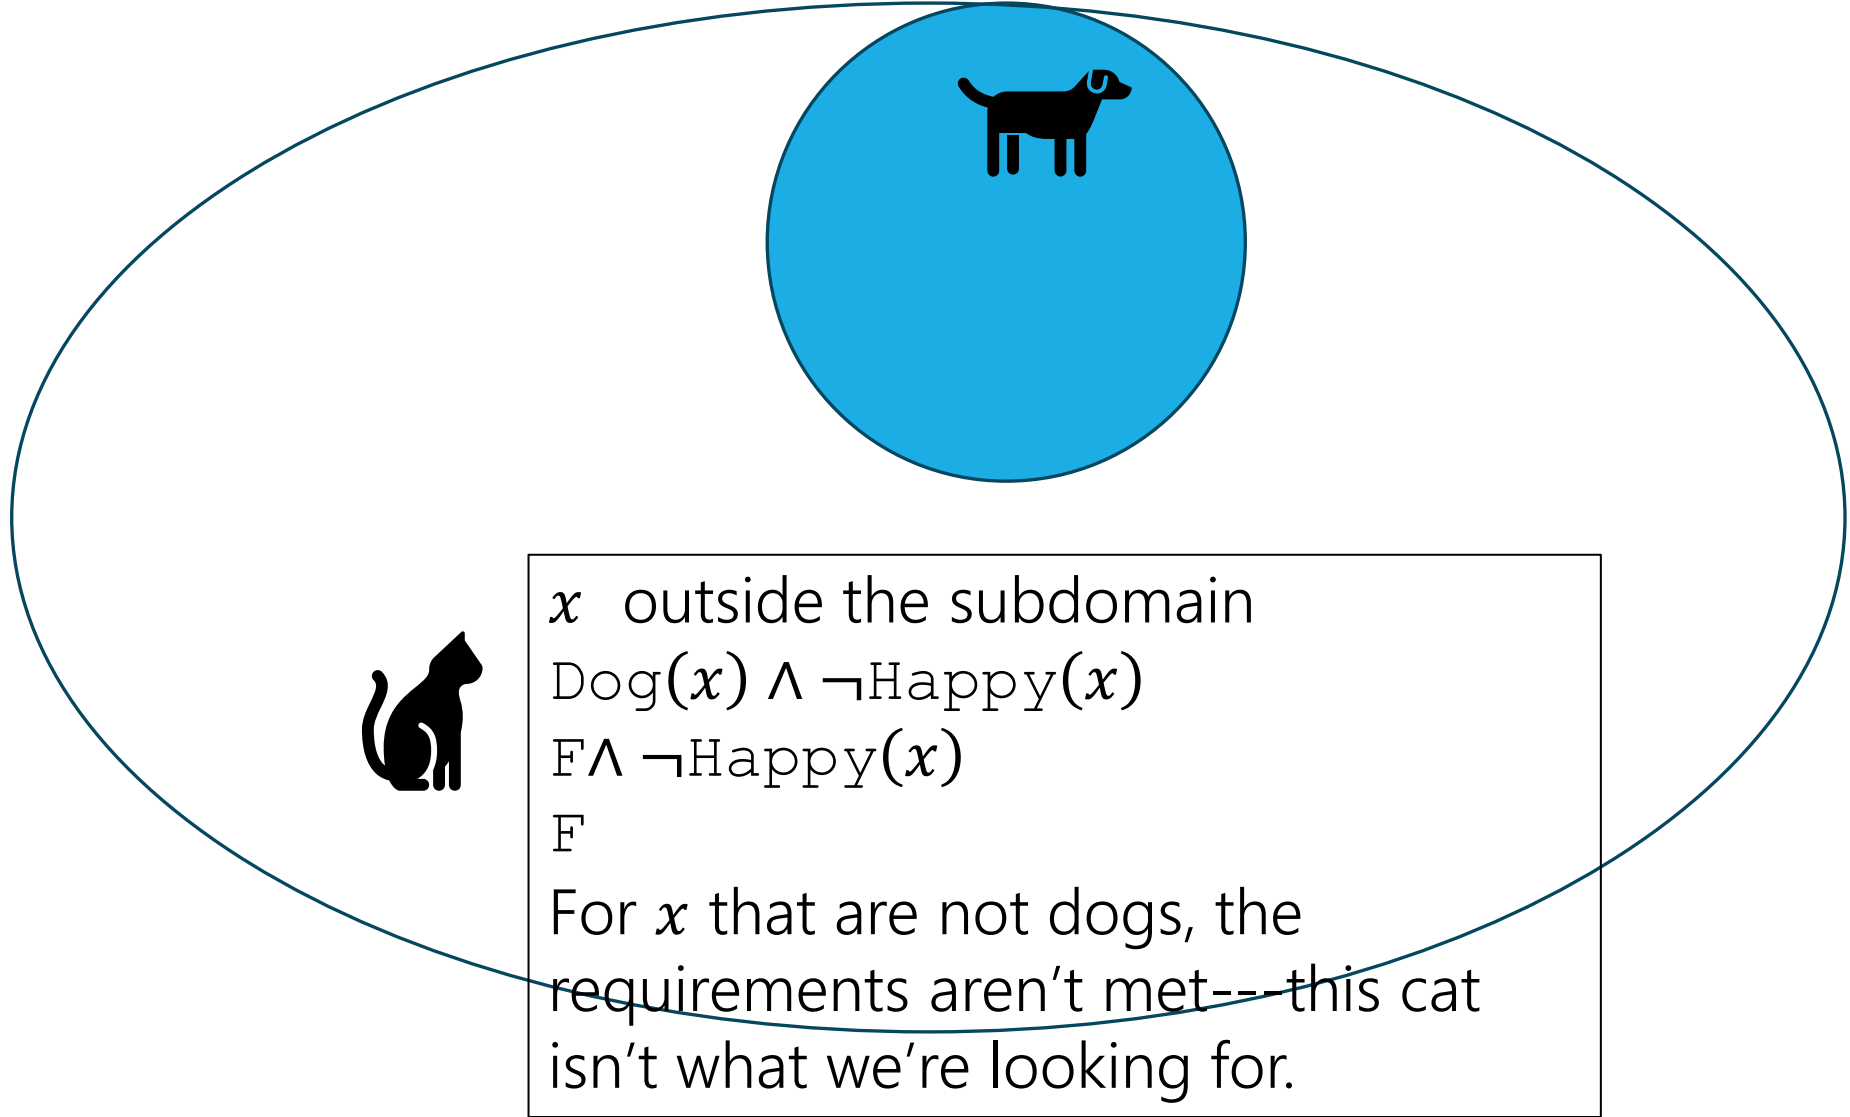 x outside the subdomain
Dog(x) ∧ ¬Happy(x)
F∧ ¬Happy(x)
F
For x that are not dogs, the
requirements aren’t met---this cat
isn’t what we’re looking for.